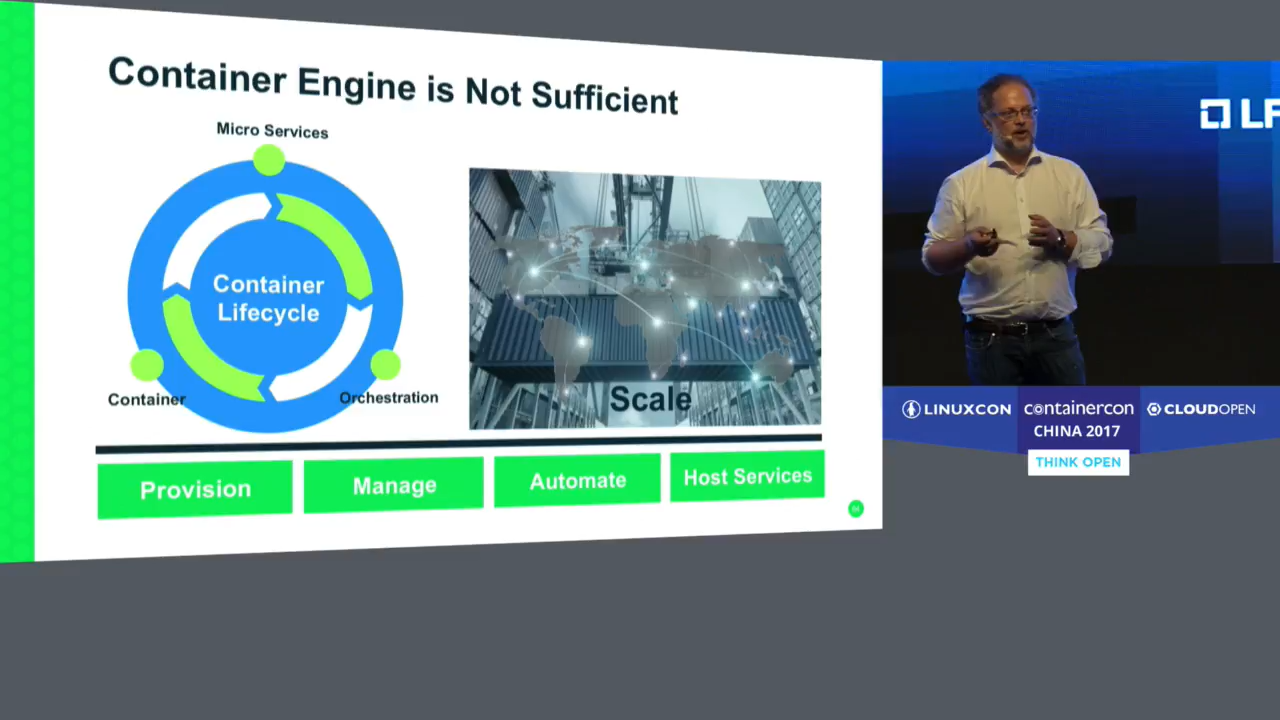 Container Engine is Not Sufficient
Micro Services
Container
Lifecycle
Container
Orchestration
Scale
Provision
Manage
Automate
Host Services
LF
LINUXCON
containercon
CLOUDOPEN
CHINA 2017
THINK OPEN